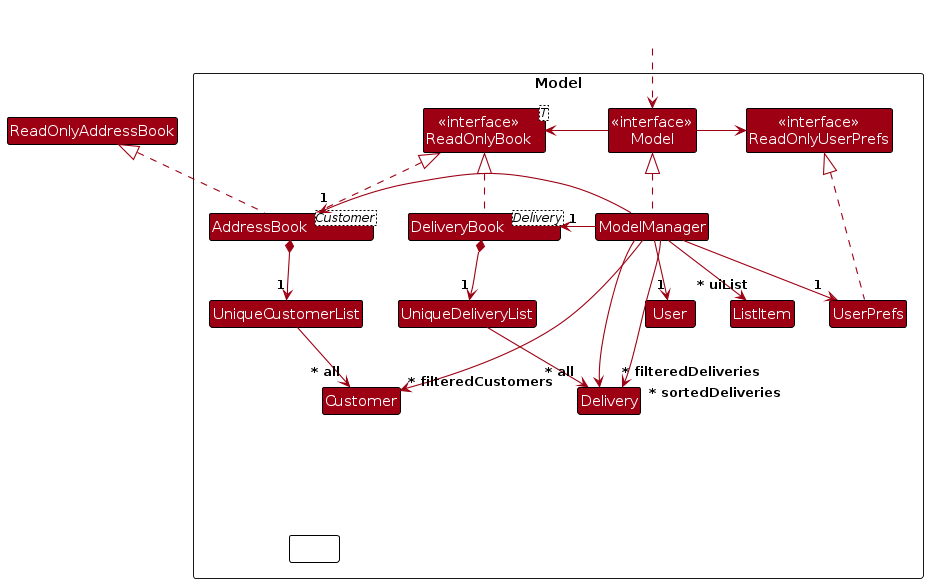 Model
ReadOnlyAddressBook
«interface»
ReadOnlyBook
T
«interface»
Model
«interface»
ReadOnlyUserPrefs
1
AddressBook
Customer
DeliveryBook
Delivery
1
ModelManager
1
1
1
* uiList
1
UniqueCustomerList
UniqueDeliveryList
User
ListItem
UserPrefs
* all
* filteredCustomers
* all
* filteredDeliveries
* sortedDeliveries
Customer
Delivery